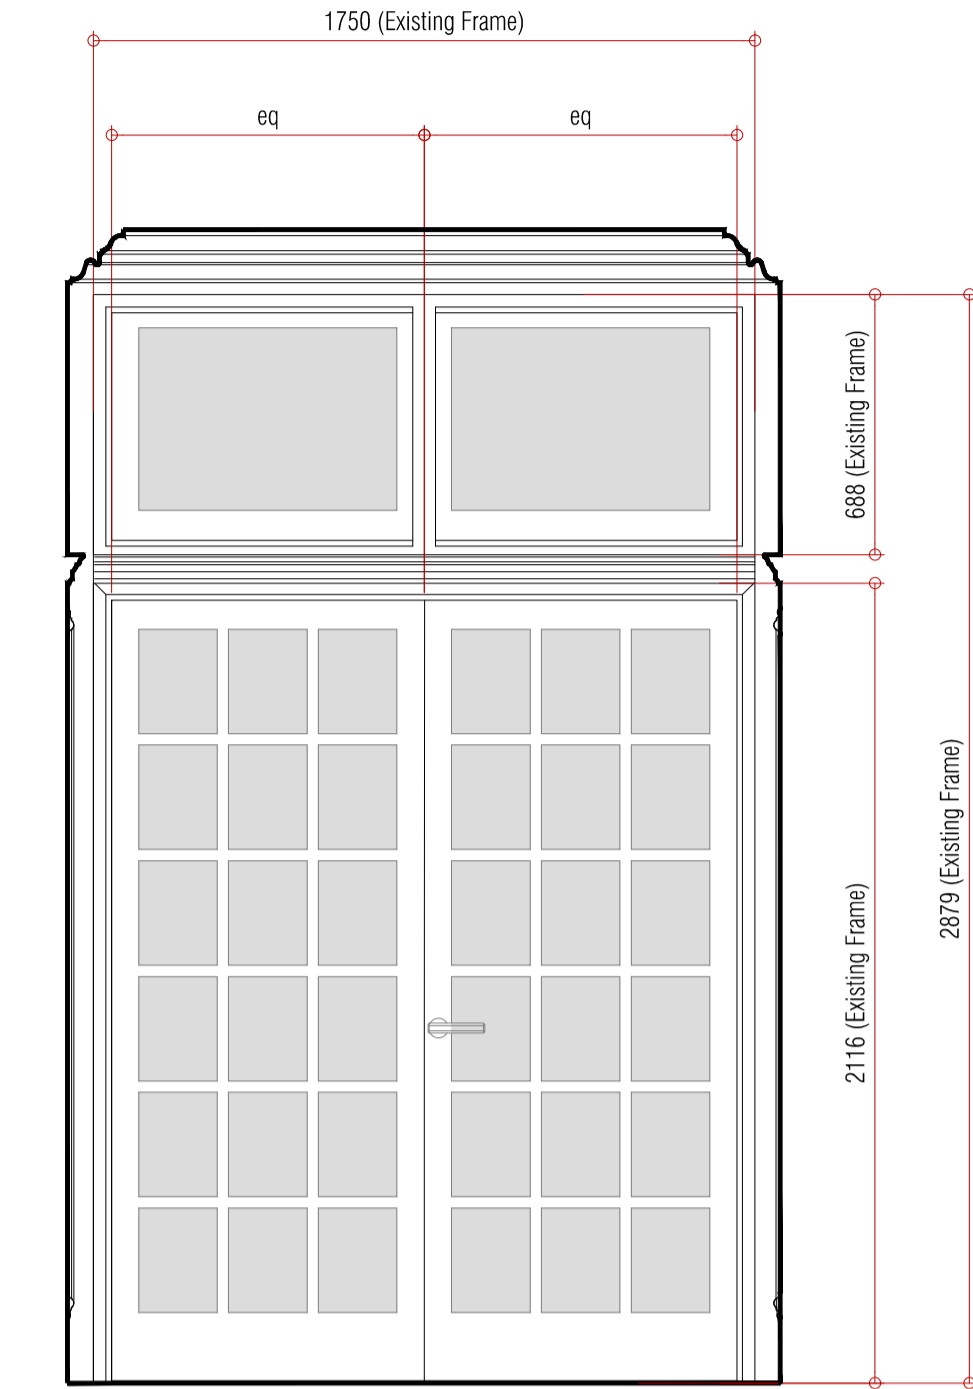 1750 (Existing Frame)
eq
eq
688 (Existing Frame)
2116 (Existing Frame)
2879 (Existing Frame)